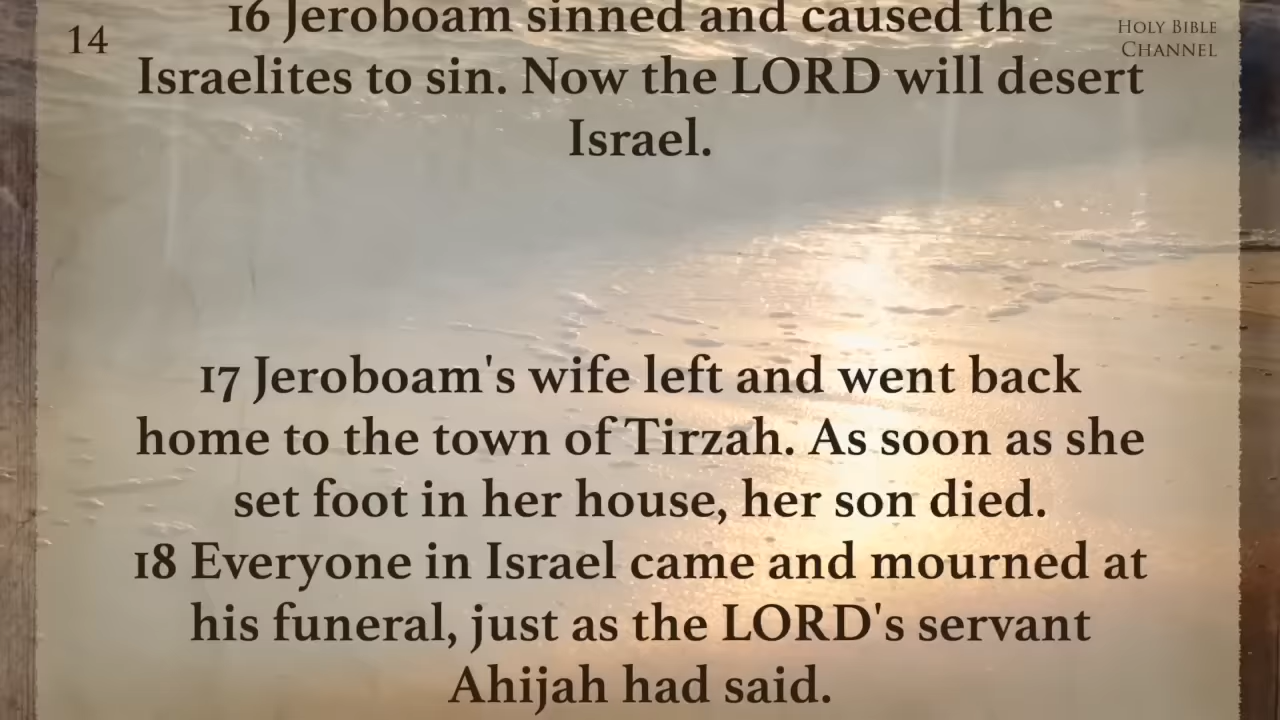 14
HOLY BIBLE
CHANNEL
16 Jeroboam sinned and caused the
Israelites to sin. Now the LORD will desert
Israel.
17 Jeroboam's wife left and went back
home to the town of Tirzah. As soon as she
set foot in her house, her son died.
18 Everyone in Israel came and mourned at
his funeral, just as the LORD's servant
Ahijah had said.